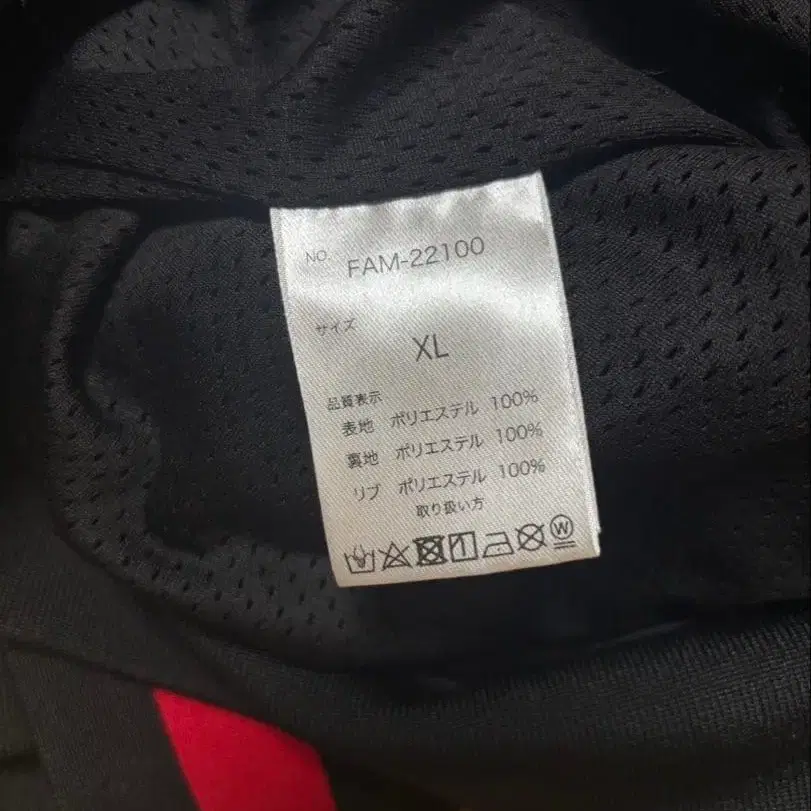 NO. FAM-22100
サイズ
XL
品質表示
表地 ポリエステル 100%
裏地 ポリエステル 100%
リブ ポリエステル 100%
取り扱い方
W